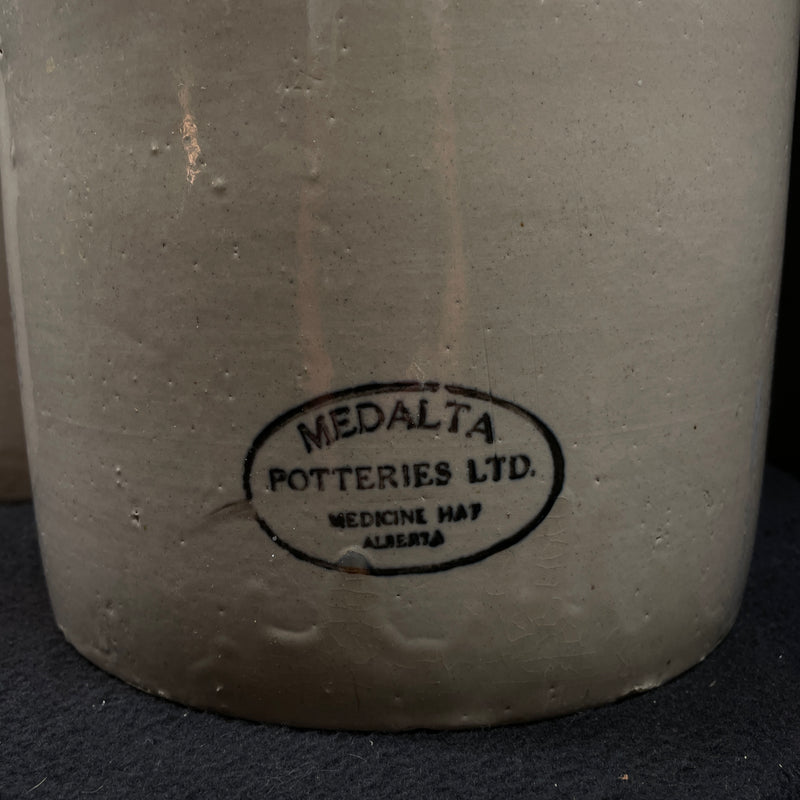 MEDALTA
POTTERIES LTD.
MEDICINE HAT
ALBERTA